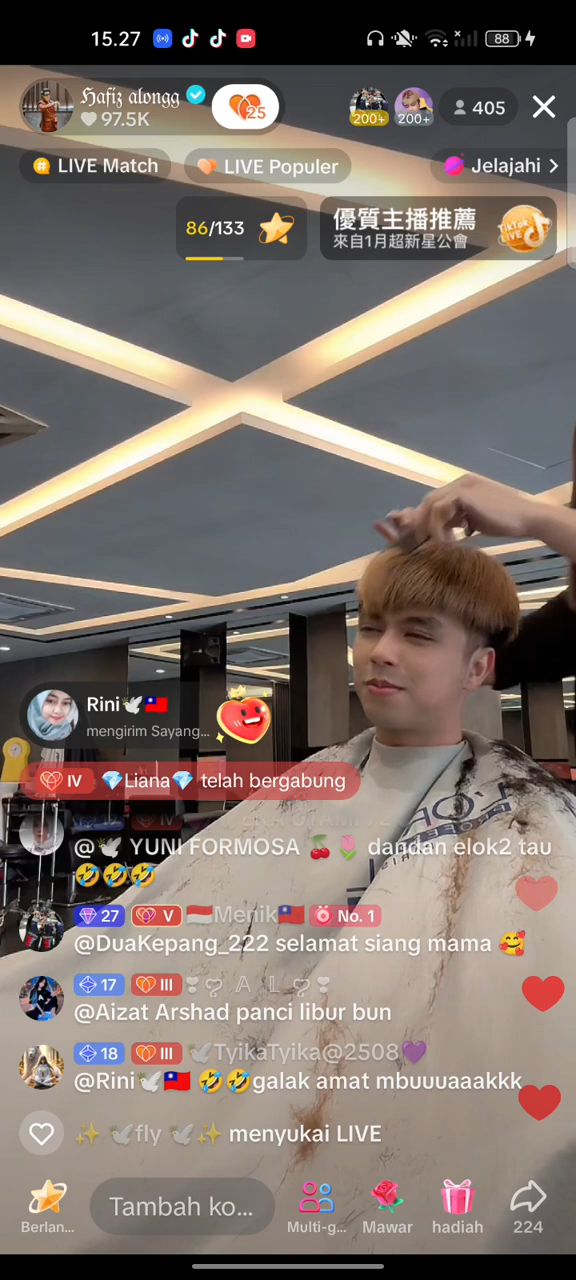 15.27
88
Hafiz alongg
97.5K
25
200+
200+
405
LIVE Match
LIVE Populer
Jelajahi
86/133
優質主播推薦
來自1月超新星公會
TikTok
LIVE
Rini🕊🇹🇼
mengirim Sayang...
IV 💎Liana💎 telah bergabung
@🕊 YUNI FORMOSA 🍒🌷 dandan elok2 tau
🤣🤣🤣
27 V 🇮🇩Menik🇹🇼 No. 1
@DuaKepang_222 selamat siang mama 🥰
17 III
@Aizat Arshad panci libur bun
18 III 🕊TyikaTyika@2508💜
@Rini🕊🇹🇼 🤣🤣galak amat mbuuuaaakkk
✨ 🕊fly 🕊✨ menyukai LIVE
Berlan...
Tambah ko...
Multi-g...
Mawar
hadiah
224